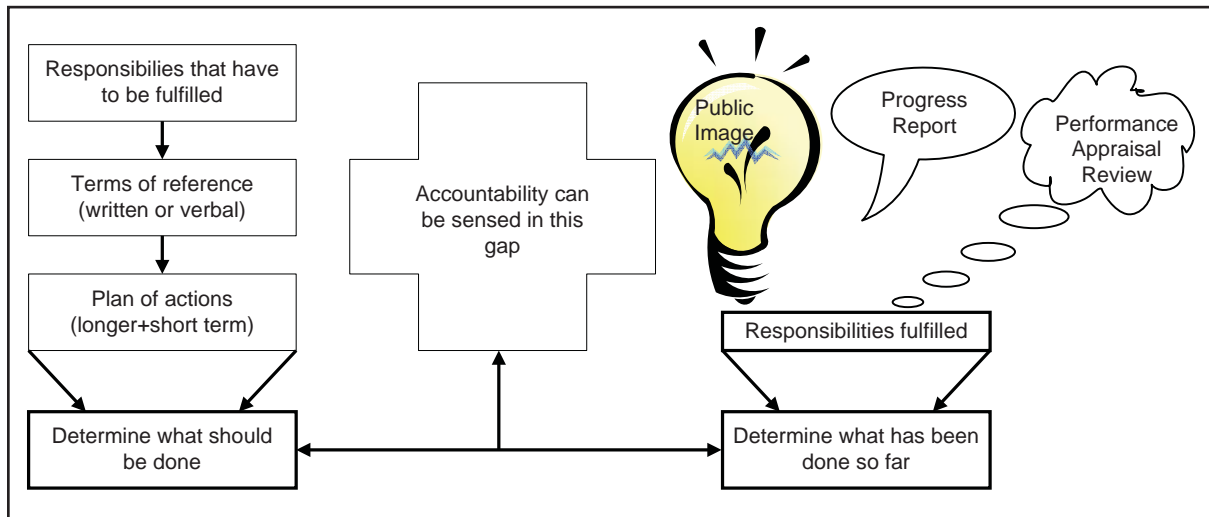 Responsibilies that have
to be fulfilled
Terms of reference
(written or verbal)
Plan of actions
(longer+short term)
Determine what should
be done
Accountability can
be sensed in this
gap
Public
Image
Progress
Report
Performance
Appraisal
Review
Responsibilities fulfilled
Determine what has been
done so far